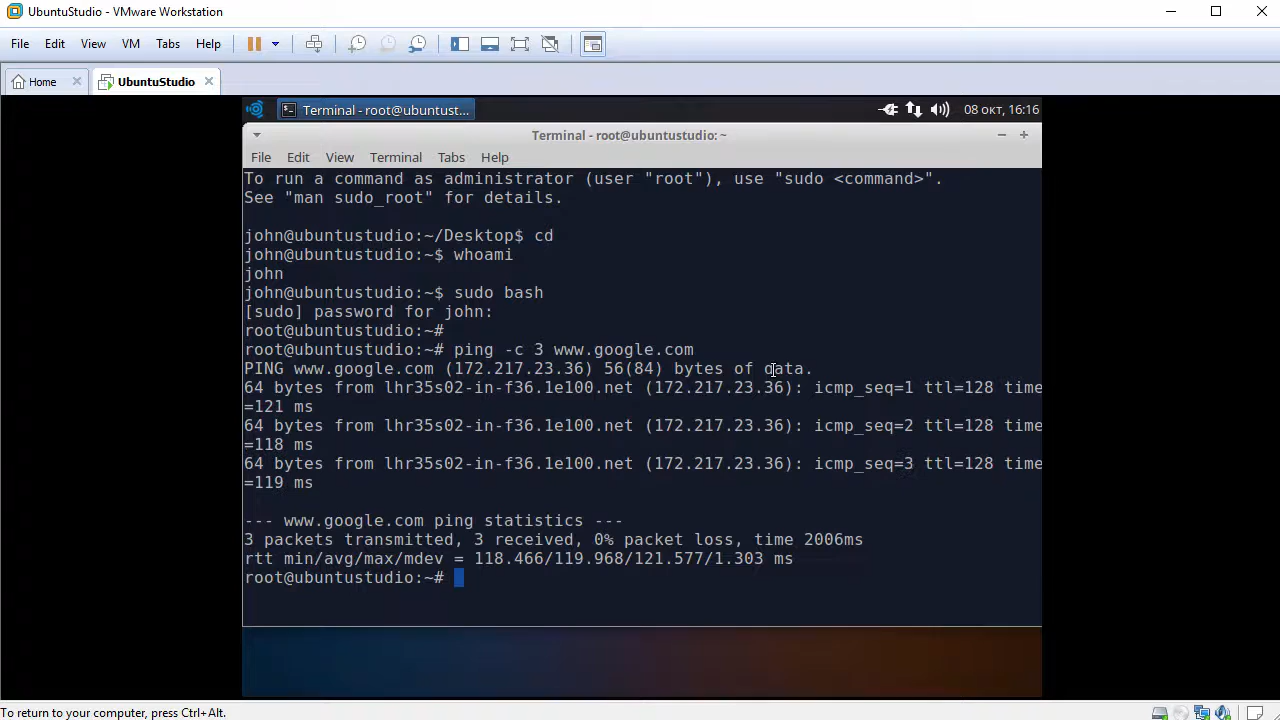 UbuntuStudio - VMware Workstation
File Edit View VM Tabs Help
Home UbuntuStudio
Terminal - root@ubuntust... 08 окт, 16:16
Terminal - root@ubuntustudio: ~
File Edit View Terminal Tabs Help
To run a command as administrator (user "root"), use "sudo <command>".
See "man sudo_root" for details.
john@ubuntustudio:~/Desktop$ cd
john@ubuntustudio:~$ whoami
john
john@ubuntustudio:~$ sudo bash
[sudo] password for john:
root@ubuntustudio:~#
root@ubuntustudio:~# ping -c 3 www.google.com
PING www.google.com (172.217.23.36) 56(84) bytes of data.
64 bytes from lhr35s02-in-f36.1e100.net (172.217.23.36): icmp_seq=1 ttl=128 time
=121 ms
64 bytes from lhr35s02-in-f36.1e100.net (172.217.23.36): icmp_seq=2 ttl=128 time
=118 ms
64 bytes from lhr35s02-in-f36.1e100.net (172.217.23.36): icmp_seq=3 ttl=128 time
=119 ms
--- www.google.com ping statistics ---
3 packets transmitted, 3 received, 0% packet loss, time 2006ms
rtt min/avg/max/mdev = 118.466/119.968/121.577/1.303 ms
root@ubuntustudio:~#
To return to your computer, press Ctrl+Alt.